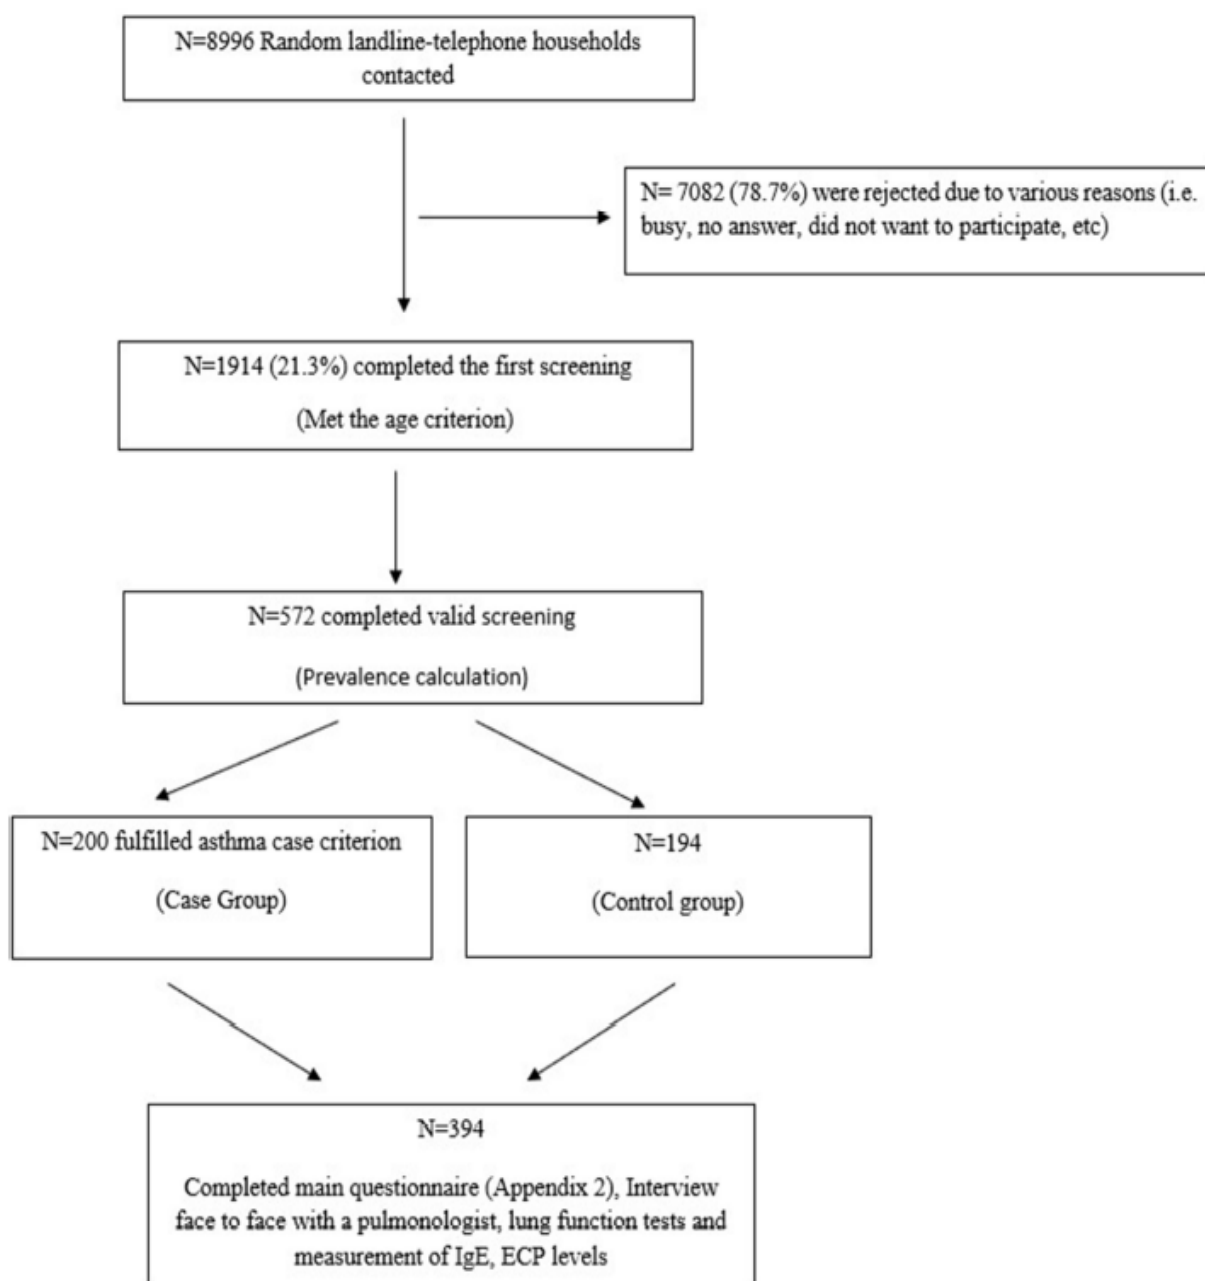 N=8996 Random landline-telephone households
contacted
N= 7082 (78.7%) were rejected due to various reasons (i.e.
busy, no answer, did not want to participate, etc)
N=1914 (21.3%) completed the first screening
(Met the age criterion)
N=572 completed valid screening
(Prevalence calculation)
N=200 fulfilled asthma case criterion
(Case Group)
N=194
(Control group)
N=394
Completed main questionnaire (Appendix 2), Interview
face to face with a pulmonologist, lung function tests and
measurement of IgE, ECP levels